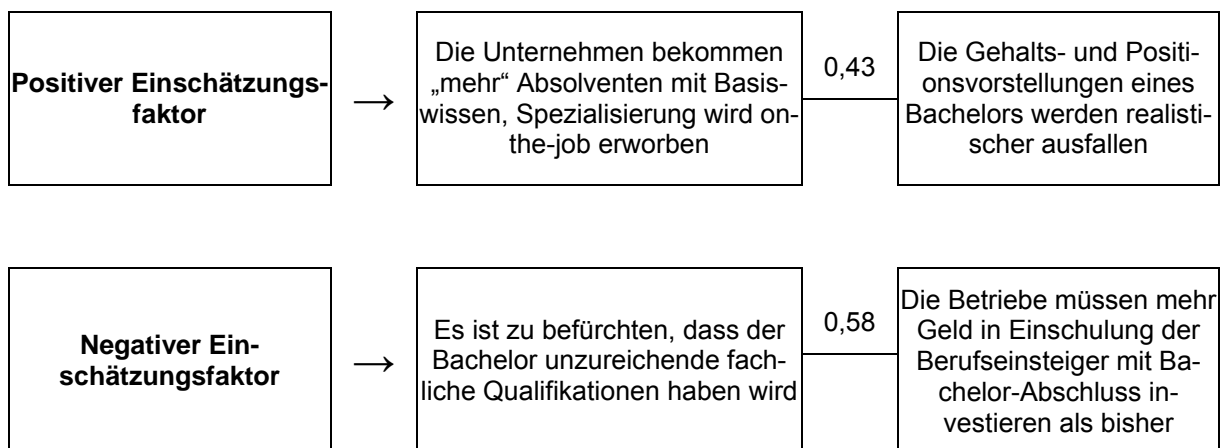 Positiver Einschätzungs-
faktor
→
Die Unternehmen bekommen
„mehr“ Absolventen mit Basis-
wissen, Spezialisierung wird on-
the-job erworben
0,43
Die Gehalts- und Positi-
onsvorstellungen eines
Bachelors werden realisti-
scher ausfallen
Negativer Ein-
schätzungsfaktor
→
Es ist zu befürchten, dass der
Bachelor unzureichende fach-
liche Qualifikationen haben wird
0,58
Die Betriebe müssen mehr
Geld in Einschulung der
Berufseinsteiger mit Ba-
chelor-Abschluss in-
vestieren als bisher